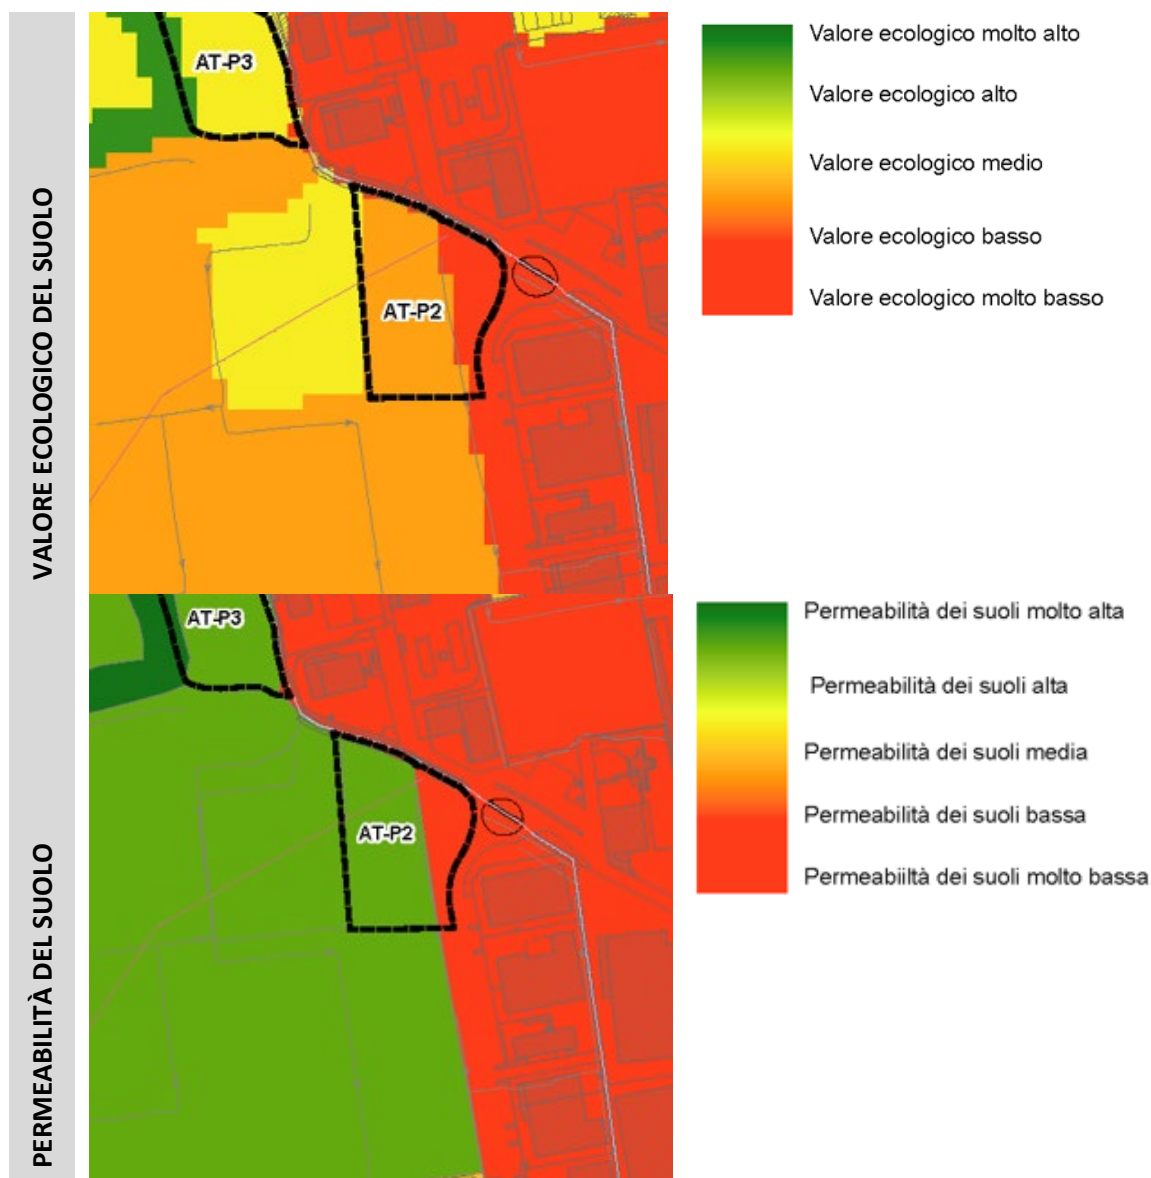 VALORE ECOLOGICO DEL SUOLO
AT-P3
AT-P2
Valore ecologico molto alto
Valore ecologico alto
Valore ecologico medio
Valore ecologico basso
Valore ecologico molto basso
PERMEABILITÀ DEL SUOLO
AT-P3
AT-P2
Permeabilità dei suoli molto alta
Permeabilità dei suoli alta
Permeabilità dei suoli media
Permeabilità dei suoli bassa
Permeabiiltà dei suoli molto bassa